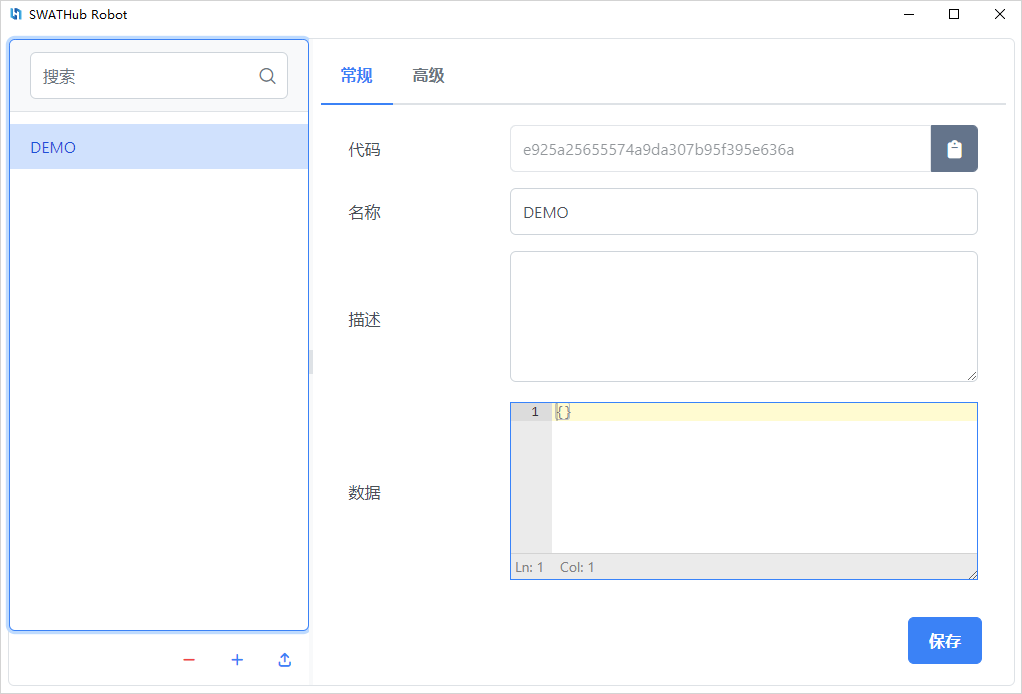 SWATHub Robot
搜索
DEMO
常规 高级
代码 e925a25655574a9da307b95f395e636a
名称 DEMO
描述
数据
1 {}
Ln: 1 Col: 1
保存